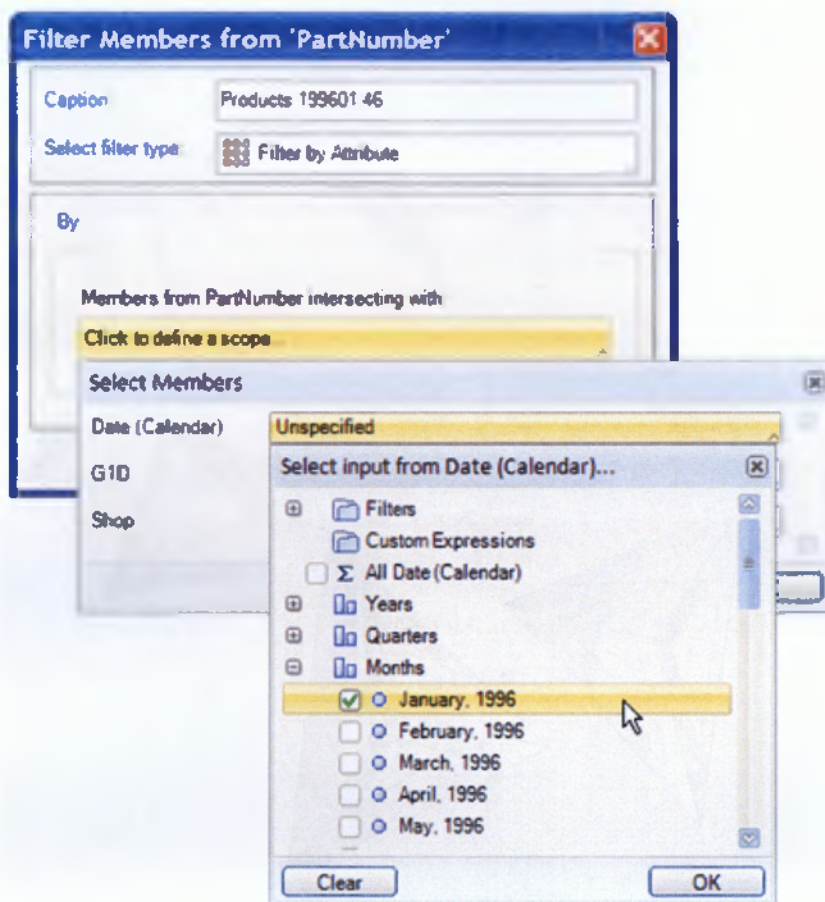 Filter Members from 'PartNumber'
Caption
Products 199601 46
Select filter type
Filter by Attribute
By
Members from PartNumber intersecting with
Click to define a scope...
Select Members
Date (Calendar)
Unspecified
G1D
Shop
Select input from Date (Calendar)...
Filters
Custom Expressions
Σ All Date (Calendar)
Years
Quarters
Months
January, 1996
February, 1996
March, 1996
April, 1996
May, 1996
Clear
OK